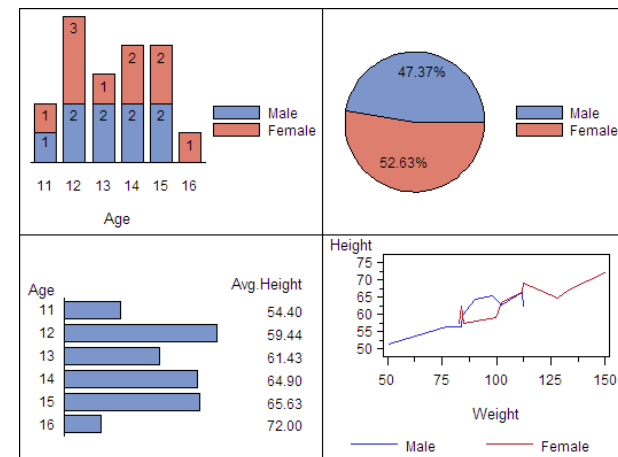 3
2
2
1
1
1
2
2
2
2
2
1
Male
Female
11 12 13 14 15 16
Age
47.37%
52.63%
Male
Female
Age Avg.Height
11 54.40
12 59.44
13 61.43
14 64.90
15 65.63
16 72.00
Height
75
70
65
60
55
50
50 75 100 125 150
Weight
Male Female